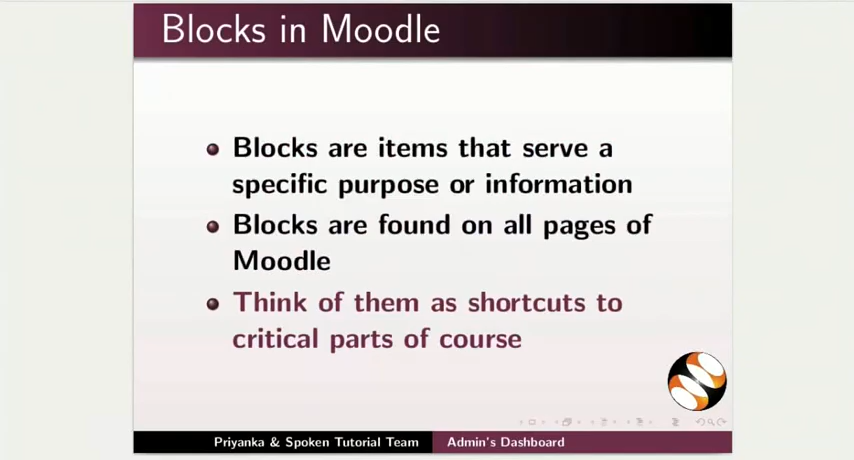 Blocks in Moodle
Blocks are items that serve a
specific purpose or information
Blocks are found on all pages of
Moodle
Think of them as shortcuts to
critical parts of course
Priyanka & Spoken Tutorial Team Admin's Dashboard